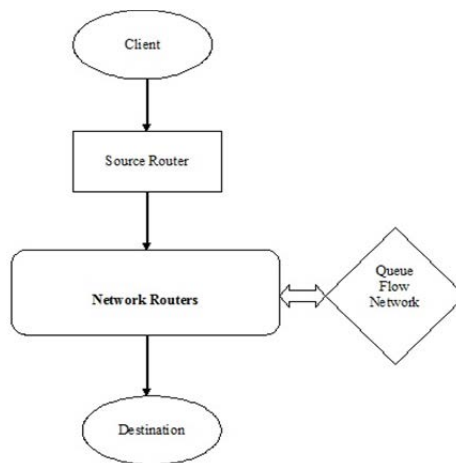 Client
Source Router
Network Routers
Queue
Flow
Network
Destination